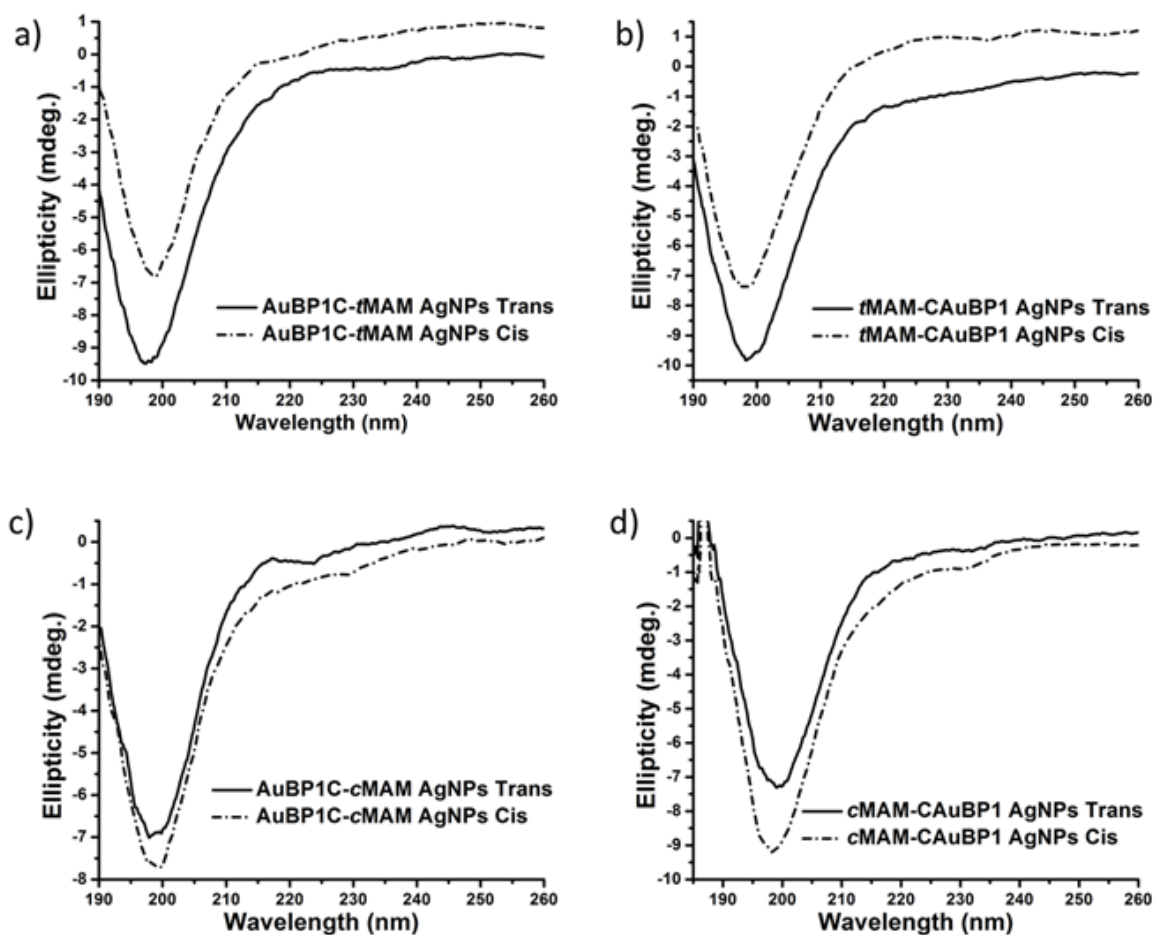 a)
Ellipticity (mdeg.)
1
0
-1
-2
-3
-4
-5
-6
-7
-8
-9
-10
AuBP1C-tMAM AgNPs Trans
AuBP1C-tMAM AgNPs Cis
190 200 210 220 230 240 250 260
Wavelength (nm)
b)
Ellipticity (mdeg.)
1
0
-1
-2
-3
-4
-5
-6
-7
-8
-9
-10
tMAM-CAuBP1 AgNPs Trans
tMAM-CAuBP1 AgNPs Cis
190 200 210 220 230 240 250 260
Wavelength (nm)
c)
Ellipticity (mdeg.)
0
-1
-2
-3
-4
-5
-6
-7
-8
AuBP1C-cMAM AgNPs Trans
AuBP1C-cMAM AgNPs Cis
190 200 210 220 230 240 250 260
Wavelength (nm)
d)
Ellipticity (mdeg.)
0
-1
-2
-3
-4
-5
-6
-7
-8
-9
-10
cMAM-CAuBP1 AgNPs Trans
cMAM-CAuBP1 AgNPs Cis
190 200 210 220 230 240 250 260
Wavelength (nm)